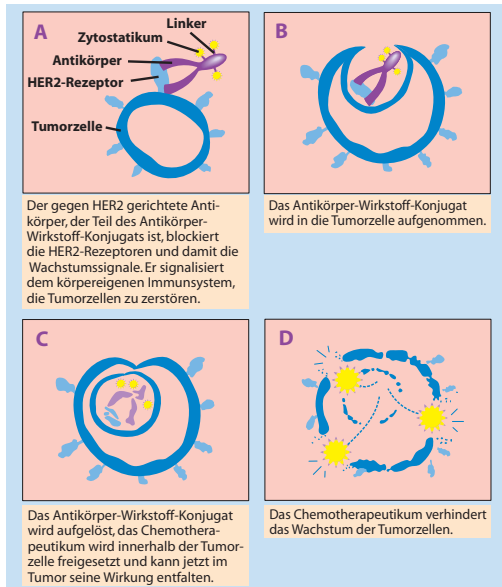 A
Linker
Zytostatikum
Antikörper
HER2-Rezeptor
Tumorzelle
Der gegen HER2 gerichtete Anti-
körper, der Teil des Antikörper-
Wirkstoff-Konjugats ist, blockiert
die HER2-Rezeptoren und damit die
Wachstumssignale. Er signalisiert
dem körpereigenen Immunsystem,
die Tumorzellen zu zerstören.
B
Das Antikörper-Wirkstoff-Konjugat
wird in die Tumorzelle aufgenommen.
C
Das Antikörper-Wirkstoff-Konjugat
wird aufgelöst, das Chemothera-
peutikum wird innerhalb der Tumor-
zelle freigesetzt und kann jetzt im
Tumor seine Wirkung entfalten.
D
Das Chemotherapeutikum verhindert
das Wachstum der Tumorzellen.